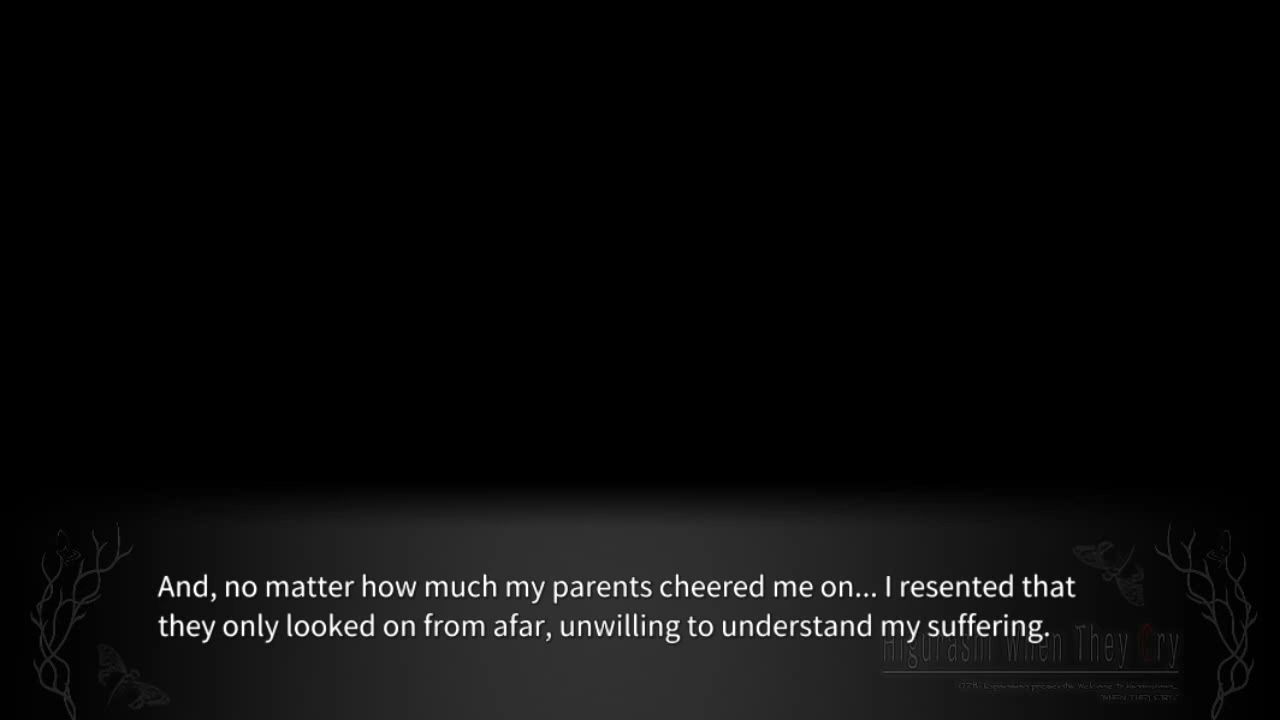 And, no matter how much my parents cheered me on... I resented that
they only looked on from afar, unwilling to understand my suffering.
Higurashi When They Cry